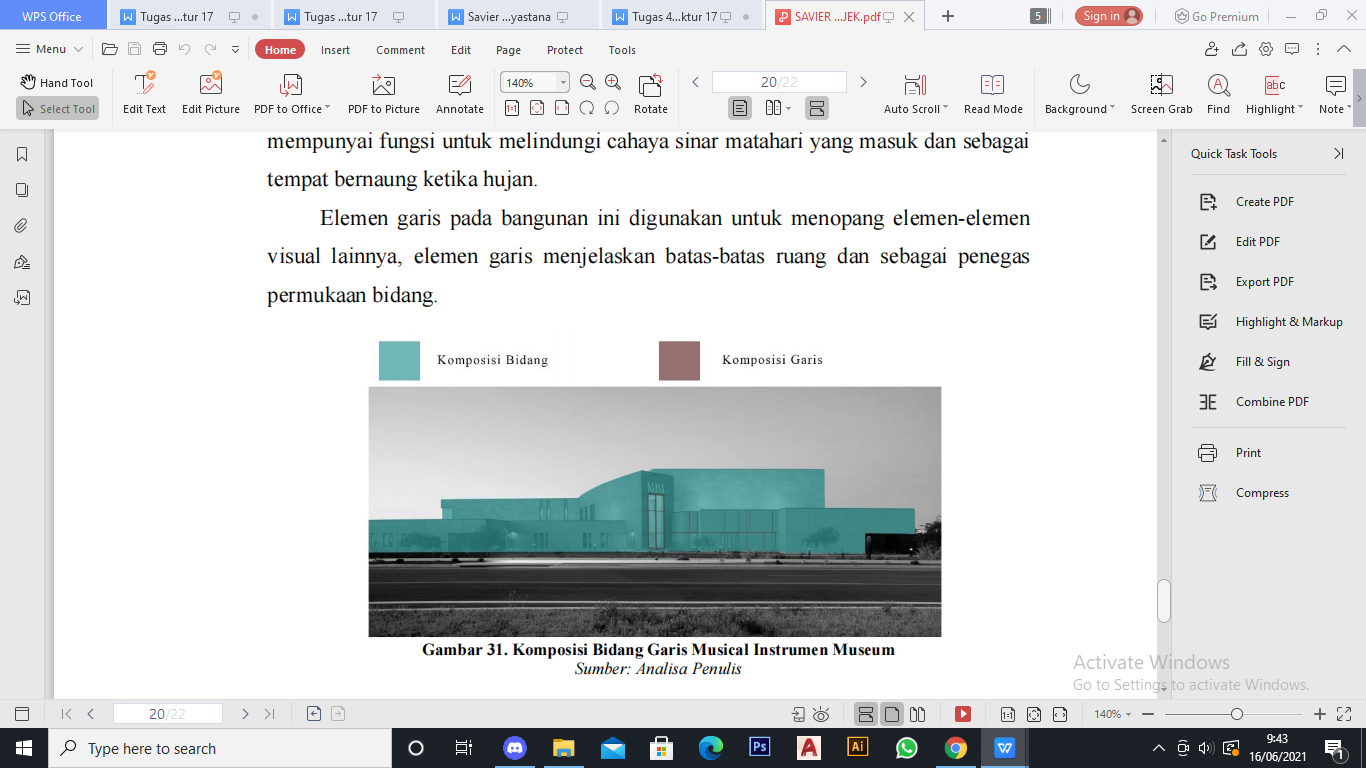 WPS Office
Tugas ...tur 17
Tugas ...tur 17
Savier ...yastana
Tugas 4...ktur 17
SAVIER ...JEK.pdf
5
Sign in
Go Premium
Menu
Home
Insert
Comment
Edit
Page
Protect
Tools
Hand Tool
Select Tool
Edit Text
Edit Picture
PDF to Office
PDF to Picture
Annotate
140%
Rotate
20/22
Auto Scroll
Read Mode
Background
Screen Grab
Find
Highlight
Note
mempunyai fungsi untuk melindungi cahaya sinar matahari yang masuk dan sebagai
tempat bernaung ketika hujan.
Elemen garis pada bangunan ini digunakan untuk menopang elemen-elemen
visual lainnya, elemen garis menjelaskan batas-batas ruang dan sebagai penegas
permukaan bidang.
Komposisi Bidang
Komposisi Garis
MIM
Gambar 31. Komposisi Bidang Garis Musical Instrumen Museum
Sumber: Analisa Penulis
Quick Task Tools
Create PDF
Edit PDF
Export PDF
Highlight & Markup
Fill & Sign
Combine PDF
Print
Compress
Activate Windows
Go to Settings to activate Windows.
20/22
140%
Type here to search
Ps
Ai
9:43
16/06/2021
1